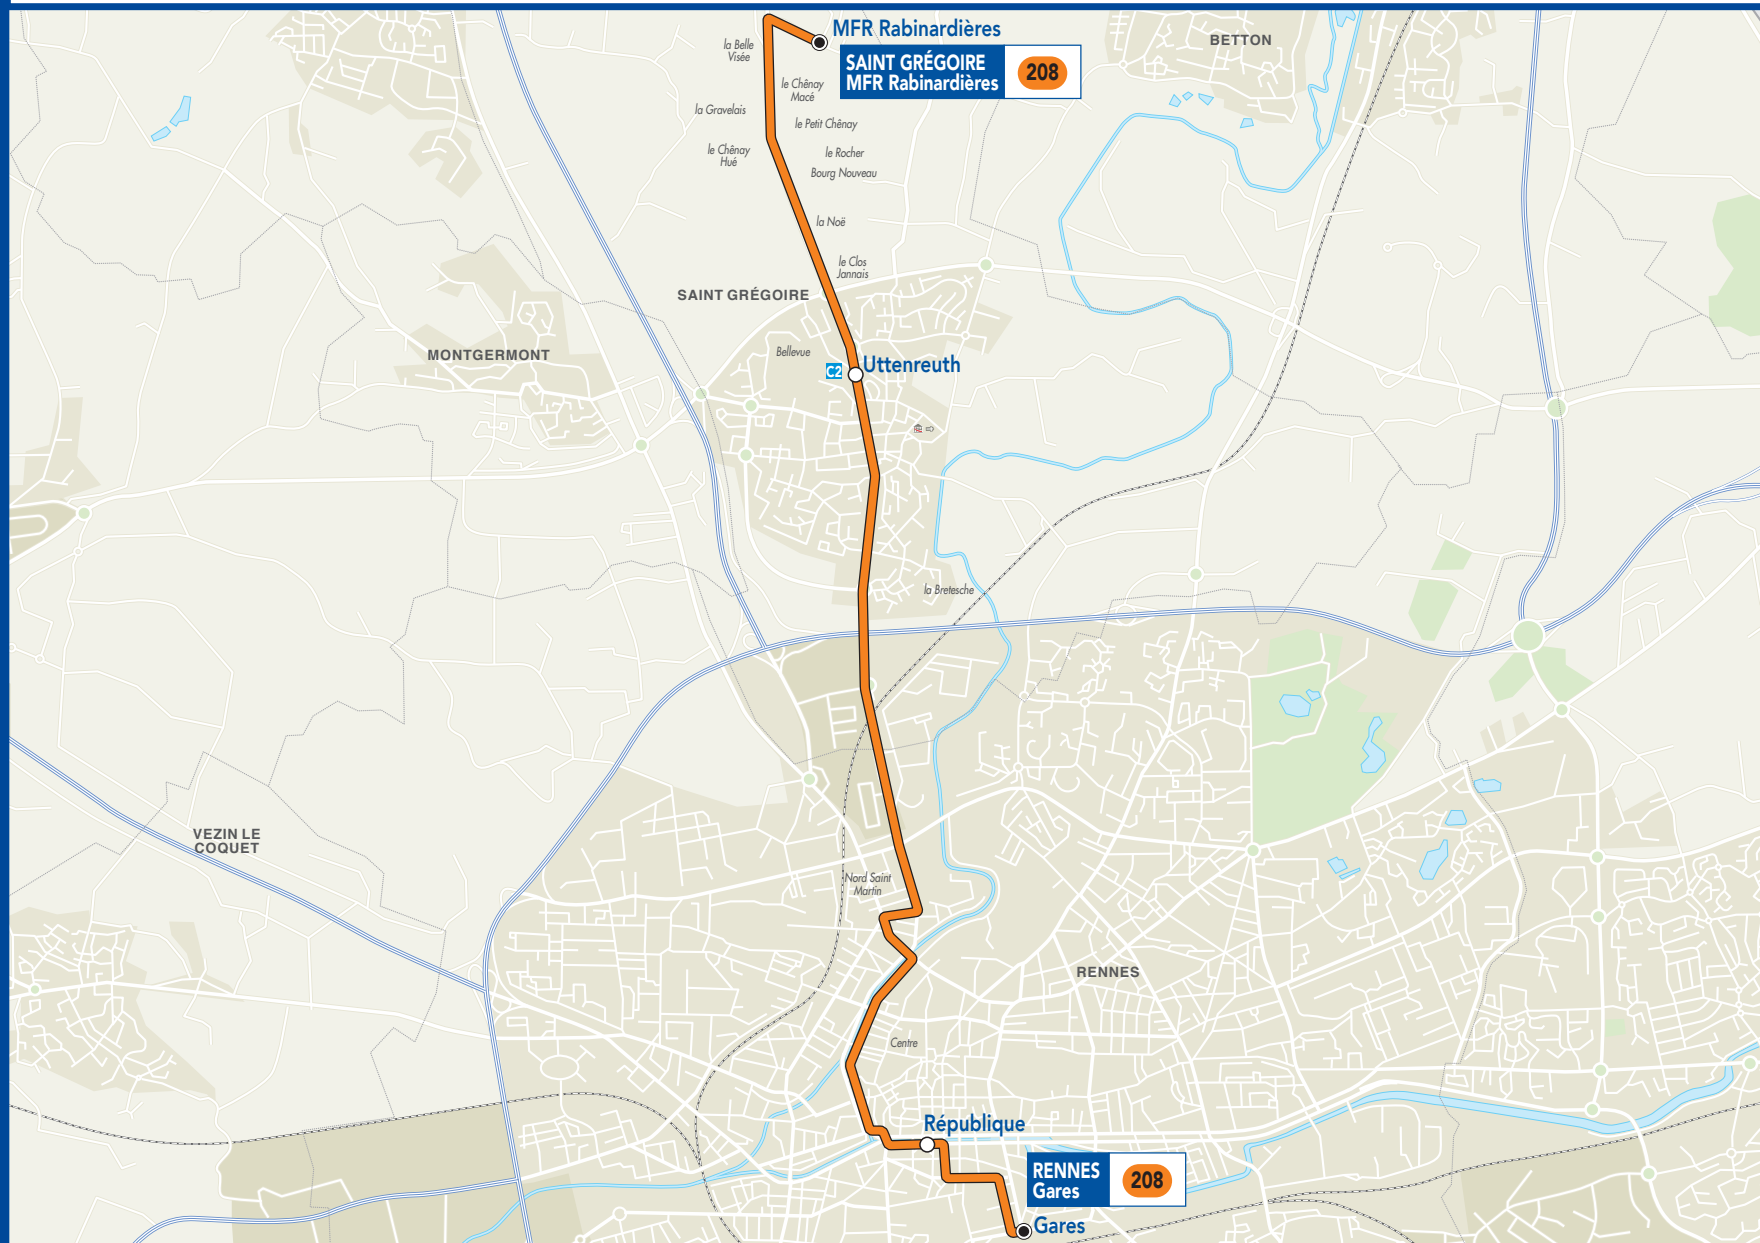 MFR Rabinardières
SAINT GRÉGOIRE
MFR Rabinardières
208
BETTON
la Belle
Visée
le Chênay
Macé
la Gravelais
le Petit Chênay
le Chênay
Hué
le Rocher
Bourg Nouveau
la Noë
le Clos
Jannais
SAINT GRÉGOIRE
MONTGERMONT
Bellevue
C2
Uttenreuth
la Bretesche
VEZIN LE
COQUET
Nord Saint
Martin
RENNES
Centre
République
RENNES
Gares
208
Gares